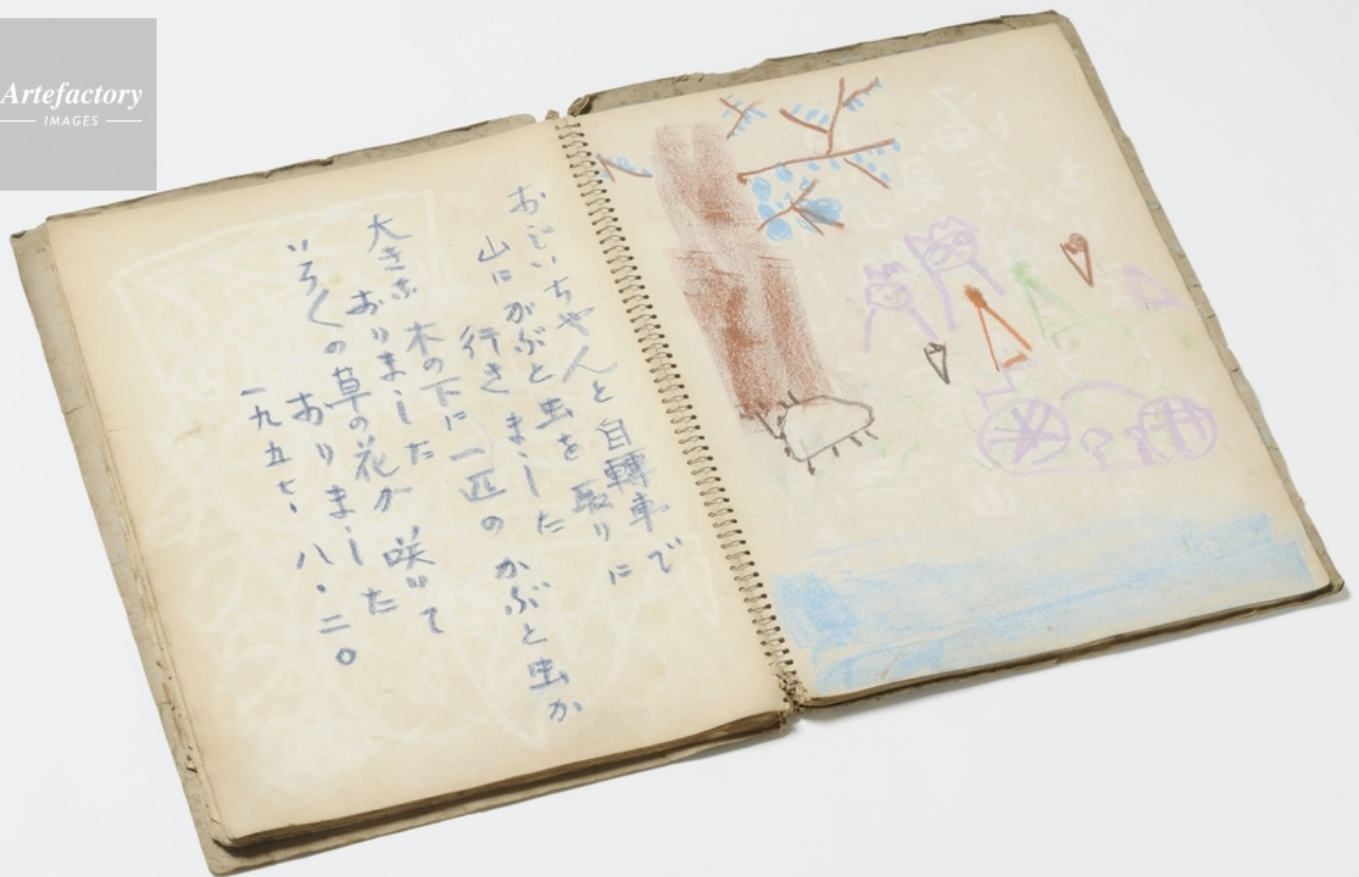 おじいちゃんと自轉車で
山にがぶと虫を取りに
行きました
大きな木の下に一匹のかぶと虫か
おりました
いろ〱の草の花が咲いて
ありました
一九五七、八・二〇
Artefactory
IMAGES